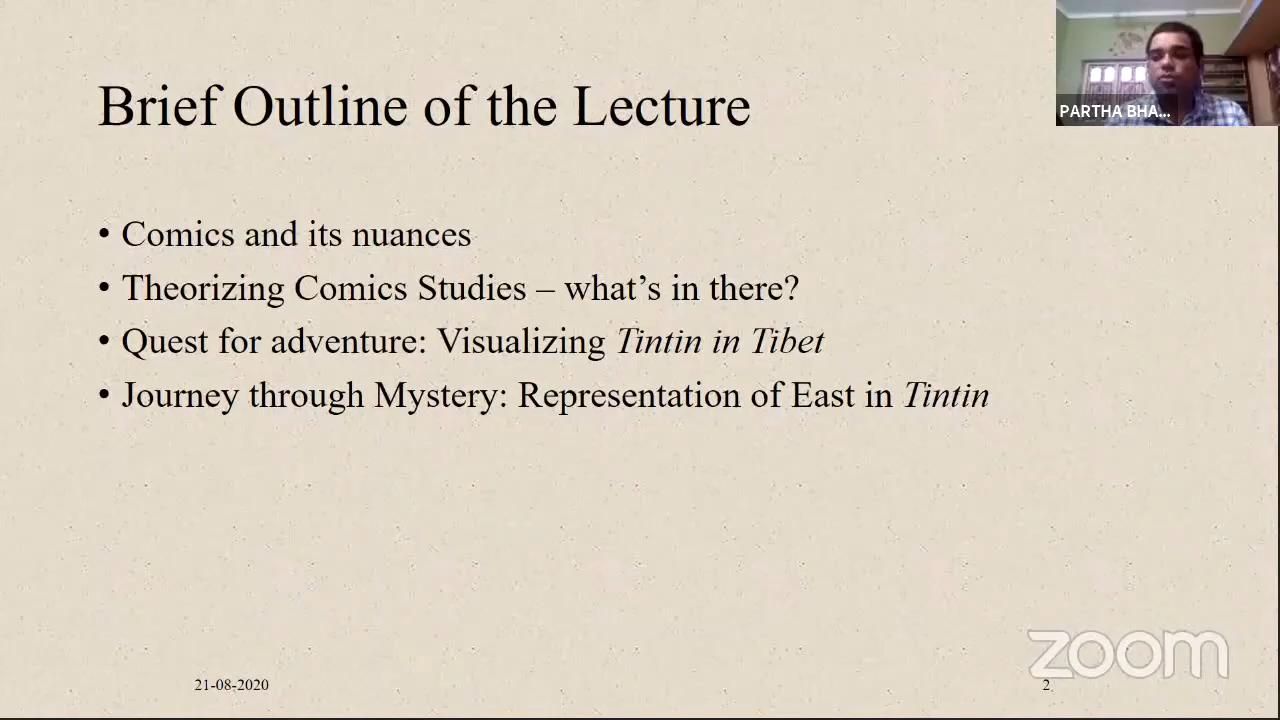 Brief Outline of the Lecture
PARTHA BHA...
• Comics and its nuances
• Theorizing Comics Studies – what’s in there?
• Quest for adventure: Visualizing Tintin in Tibet
• Journey through Mystery: Representation of East in Tintin
zoom
21-08-2020
2